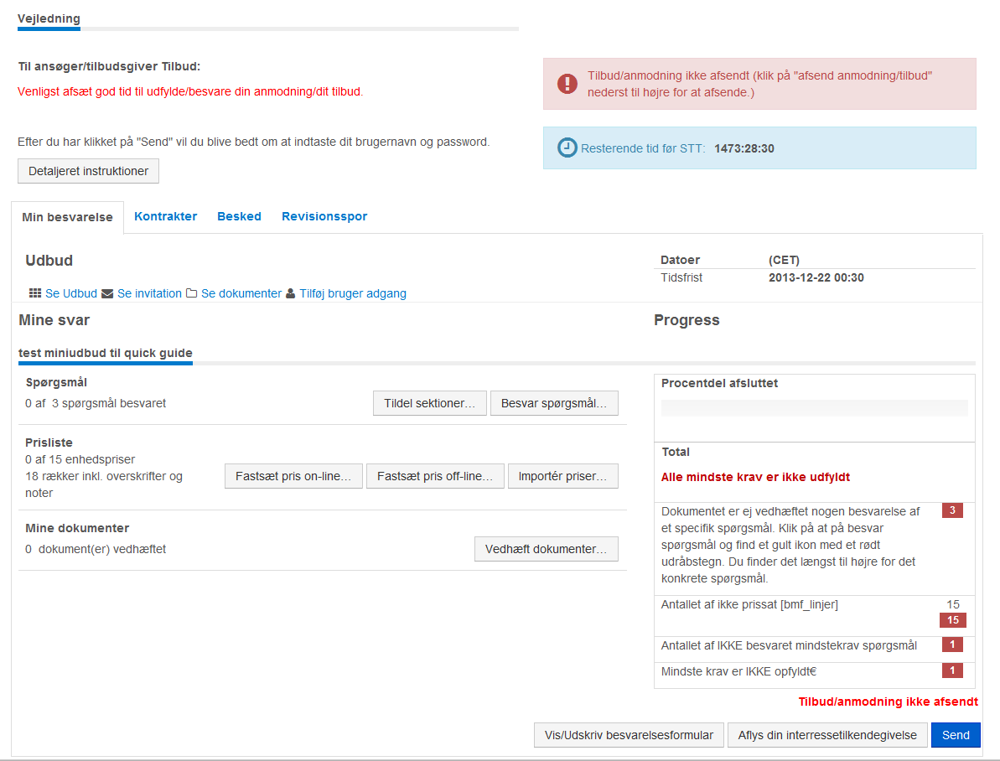 Vejledning
Til ansøger/tilbudsgiver Tilbud:
Venligst afsæt god tid til udfylde/besvare din anmodning/dit tilbud.
Efter du har klikket på "Send" vil du blive bedt om at indtaste dit brugernavn og password.
Detaljeret instruktioner
Tilbud/anmodning ikke afsendt (klik på "afsend anmodning/tilbud"
nederst til højre for at afsende.)
Resterende tid før STT: 1473:28:30
Min besvarelse Kontrakter Besked Revisionsspor
Udbud
Se Udbud Se invitation Se dokumenter Tilføj bruger adgang
Datoer (CET)
Tidsfrist 2013-12-22 00:30
Mine svar
test miniudbud til quick guide
Spørgsmål
0 af 3 spørgsmål besvaret
Tildel sektioner... Besvar spørgsmål...
Prisliste
0 af 15 enhedspriser
18 rækker inkl. overskrifter og
noter
Fastsæt pris on-line... Fastsæt pris off-line... Importér priser...
Mine dokumenter
0 dokument(er) vedhæftet
Vedhæft dokumenter...
Progress
Procentdel afsluttet
Total
Alle mindste krav er ikke udfyldt
Dokumentet er ej vedhæftet nogen besvarelse af 3
et specifik spørgsmål. Klik på at på besvar
spørgsmål og find et gult ikon med et rødt
udråbstegn. Du finder det længst til højre for det
konkrete spørgsmål.
Antallet af ikke prissat [bmf_linjer] 15
15
Antallet af IKKE besvaret mindstekrav spørgsmål 1
Mindste krav er IKKE opfyldt€ 1
Tilbud/anmodning ikke afsendt
Vis/Udskriv besvarelsesformular Aflys din interressetilkendegivelse Send